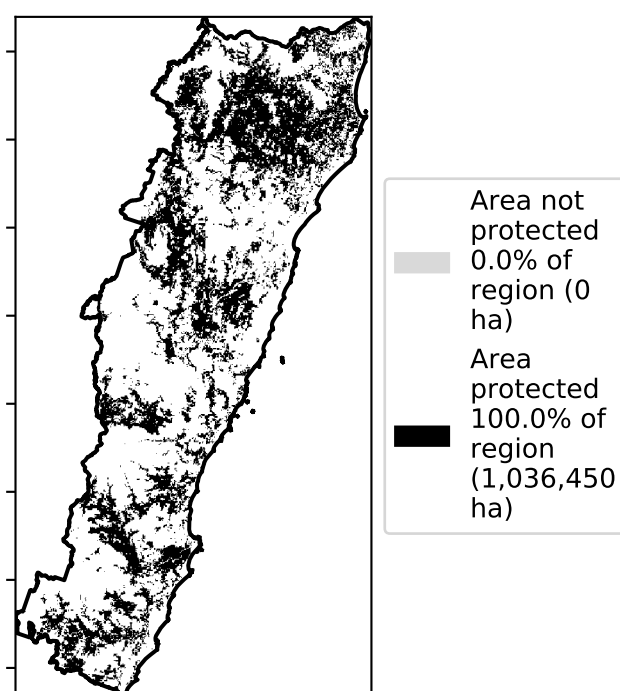 Area not
protected
0.0% of
region (0
ha)
Area
protected
100.0% of
region
(1,036,450
ha)